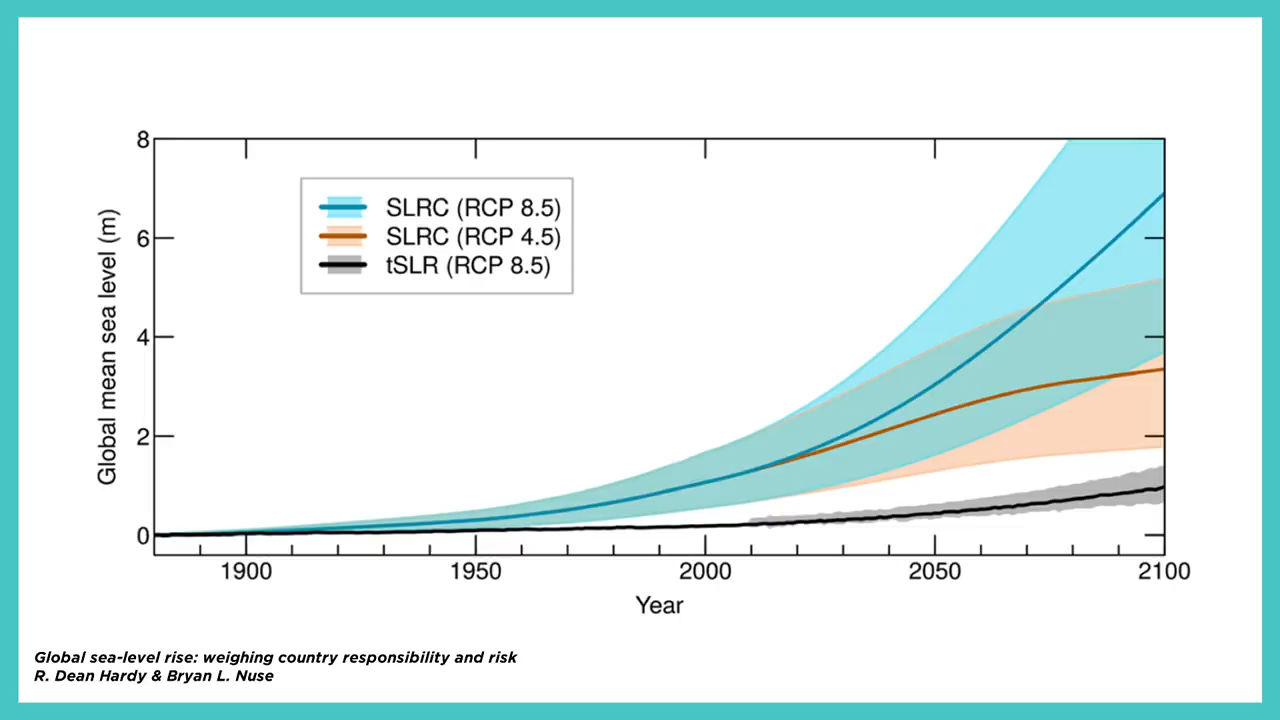 8
6
4
2
0
Global mean sea level (m)
SLRC (RCP 8.5)
SLRC (RCP 4.5)
tSLR (RCP 8.5)
1900
1950
2000
2050
2100
Year
Global sea-level rise: weighing country responsibility and risk
R. Dean Hardy & Bryan L. Nuse